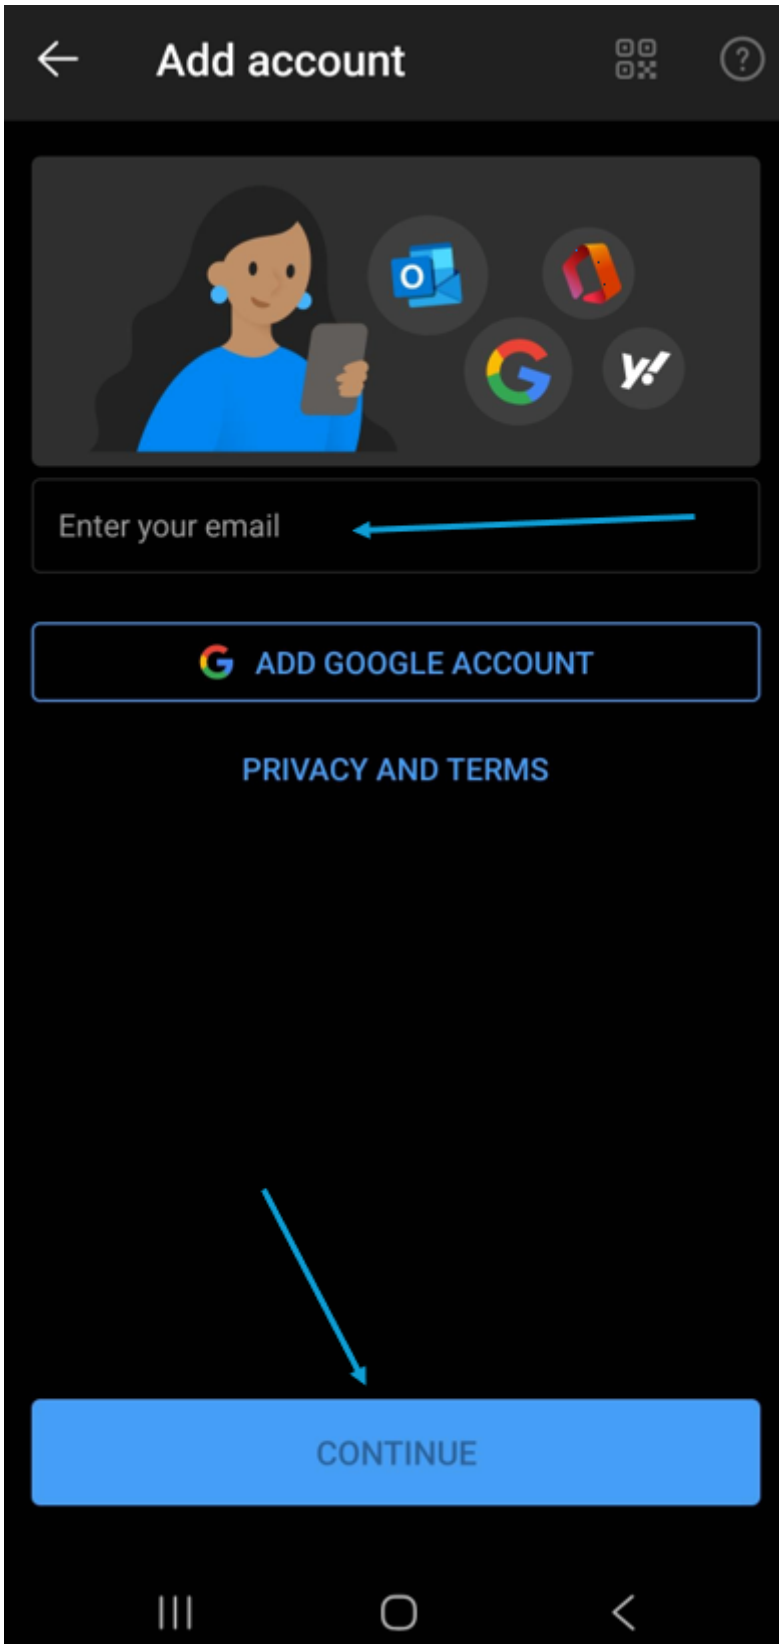 Add account
Enter your email
ADD GOOGLE ACCOUNT
PRIVACY AND TERMS
CONTINUE